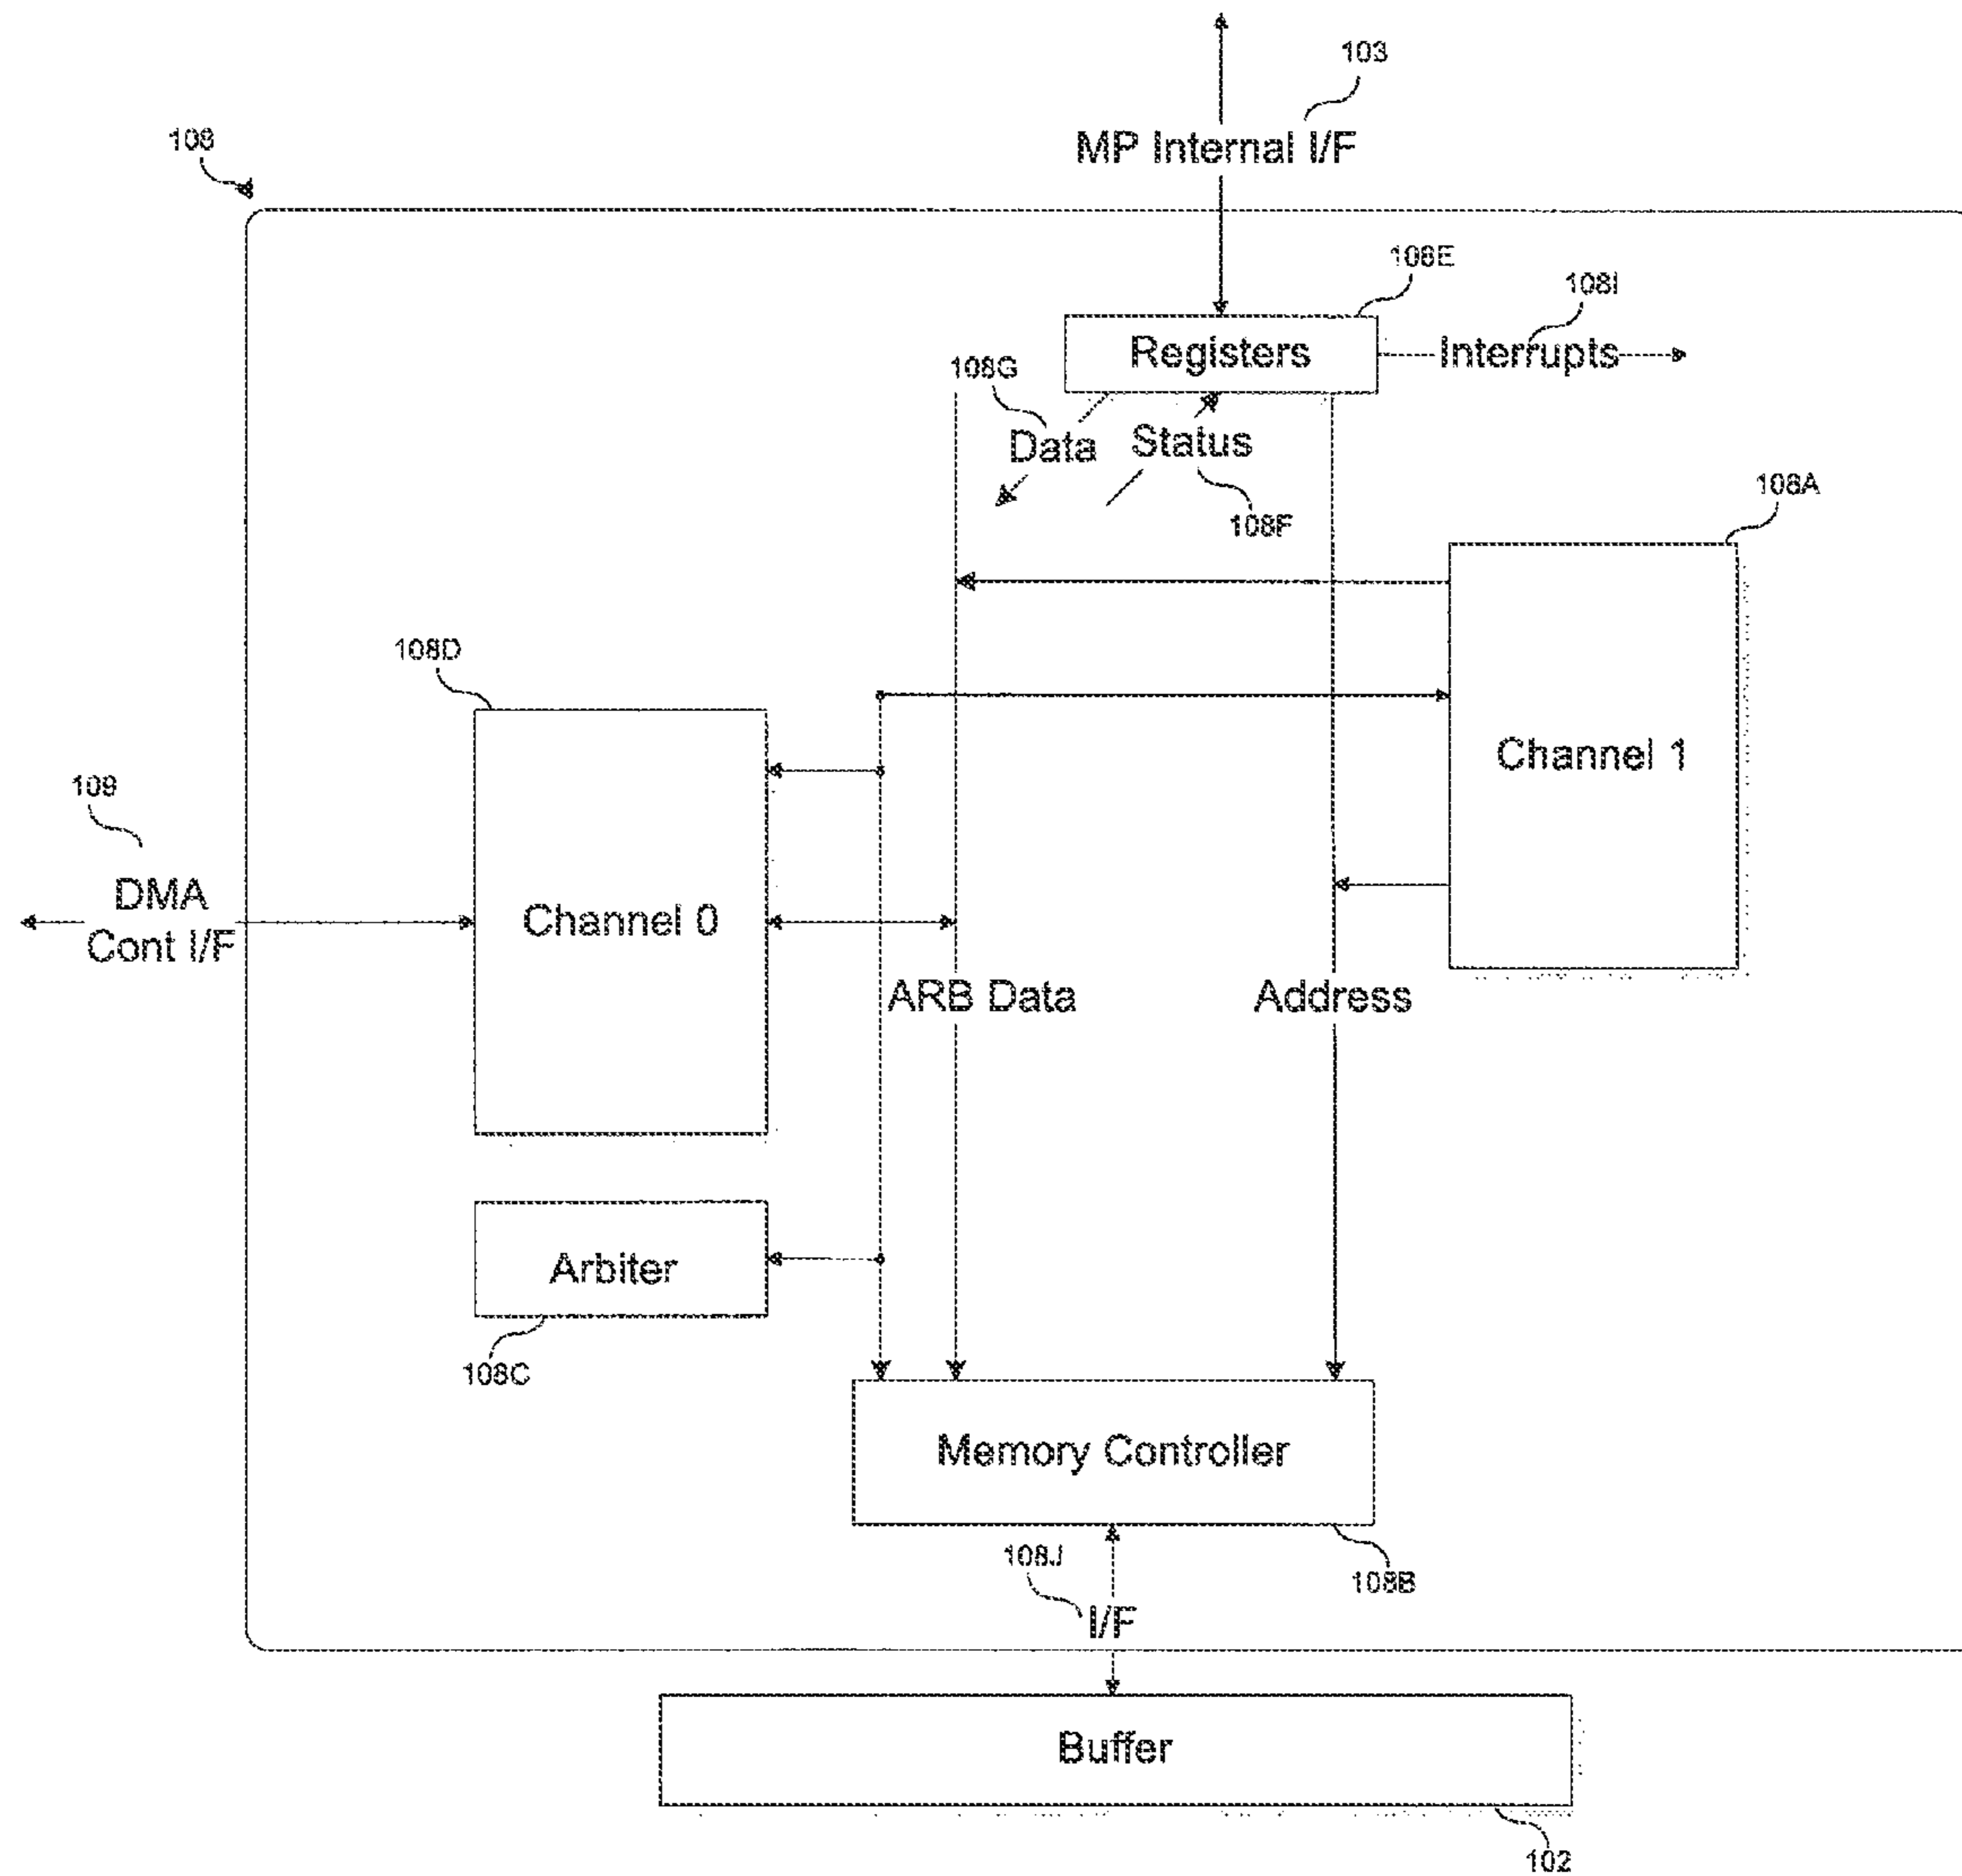 103
MP Internal I/F
108
108E
108I
Registers
Interrupts
108G
Data
Status
108F
108A
108D
Channel 1
109
DMA
Cont I/F
Channel 0
ARB Data
Address
Arbiter
108C
Memory Controller
108J
108B
I/F
Buffer
102